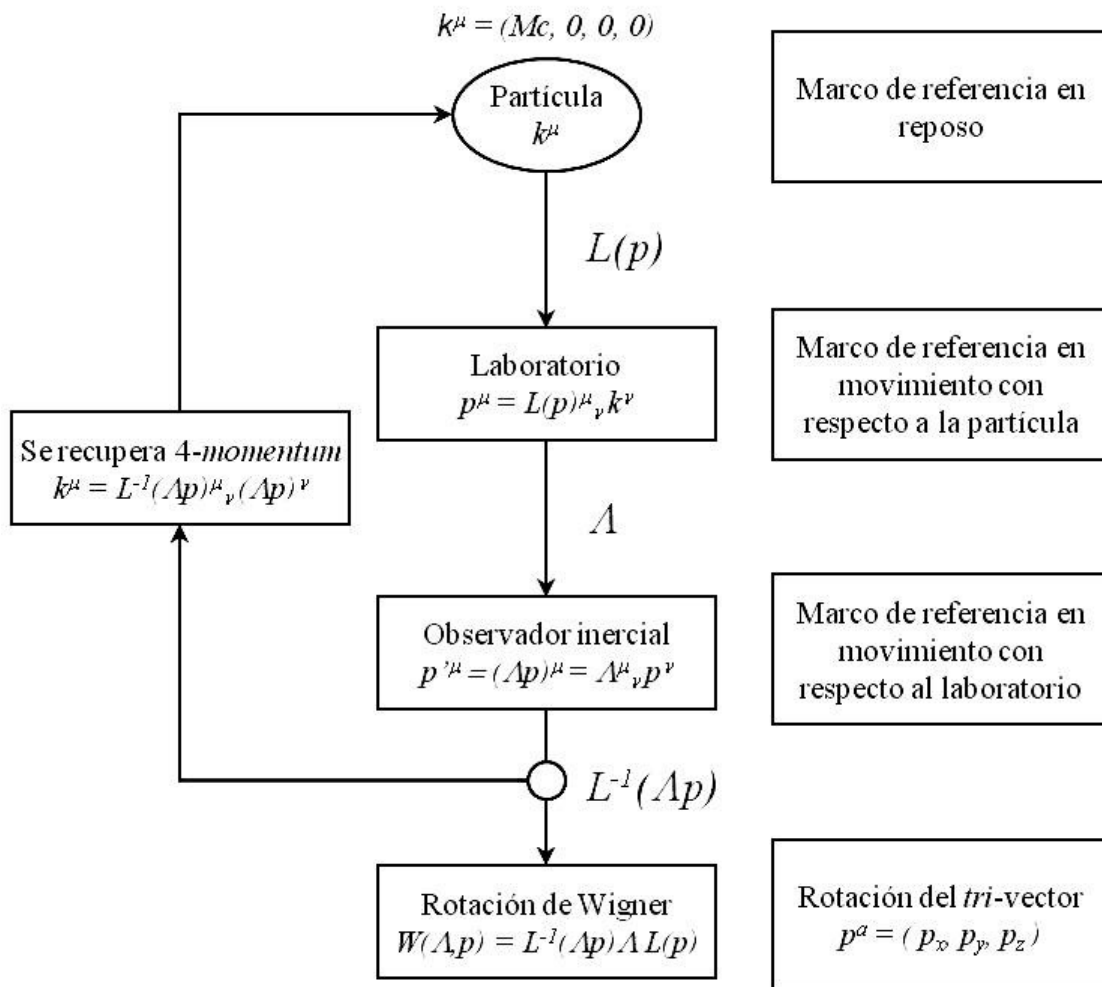 k^μ = (Mc, 0, 0, 0)
Partícula
k^μ
Marco de referencia en
reposo
L(p)
Laboratorio
p^μ = L(p)^μ_ν k^ν
Marco de referencia en
movimiento con
respecto a la partícula
Se recupera 4-momentum
k^μ = L^-1(Λp)^μ_ν(Λp)^ν
Λ
Observador inercial
p'^μ = (Λp)^μ = Λ^μ_ν p^ν
Marco de referencia en
movimiento con
respecto al laboratorio
L^-1(Λp)
Rotación de Wigner
W(Λ,p) = L^-1(Λp) Λ L(p)
Rotación del tri-vector
p^a = ( p_x, p_y, p_z )